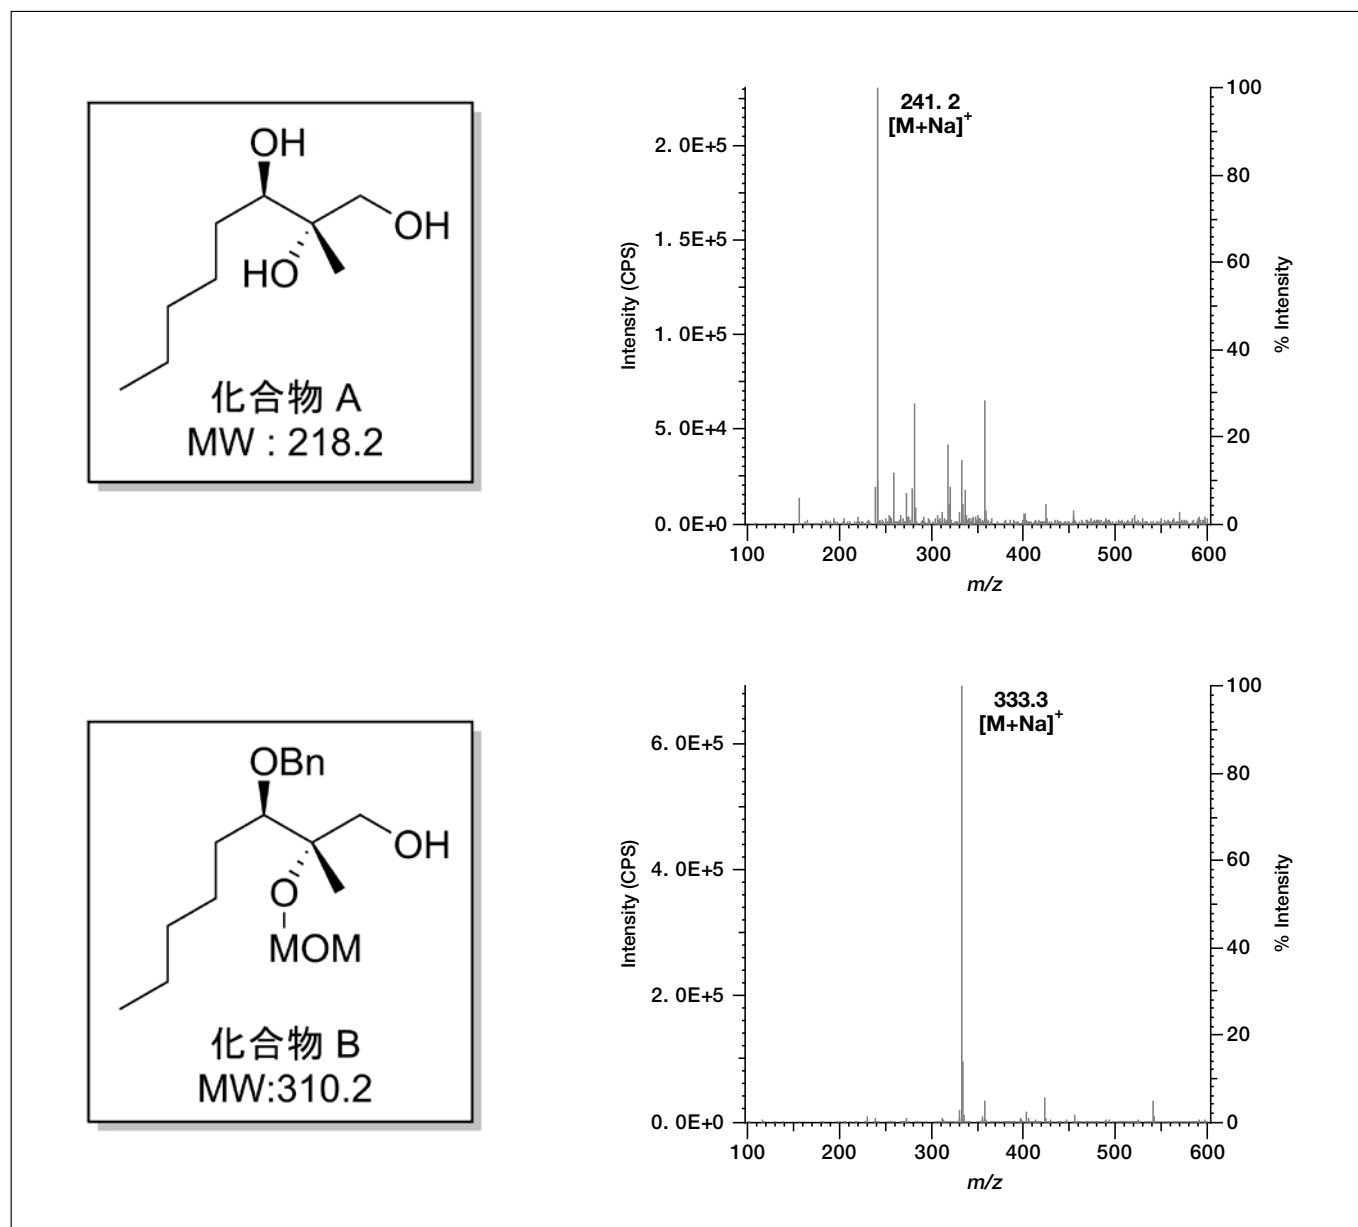 OH
OH
HO
化合物 A
MW : 218.2
241. 2
[M+Na]+
Intensity (CPS)
2. 0E+5
1. 5E+5
1. 0E+5
5. 0E+4
0. 0E+0
100 200 300 400 500 600
m/z
100
80
60
40
20
0
% Intensity
OBn
OH
O
MOM
化合物 B
MW:310.2
333.3
[M+Na]+
Intensity (CPS)
6. 0E+5
4. 0E+5
2. 0E+5
0. 0E+0
100 200 300 400 500 600
m/z
100
80
60
40
20
0
% Intensity